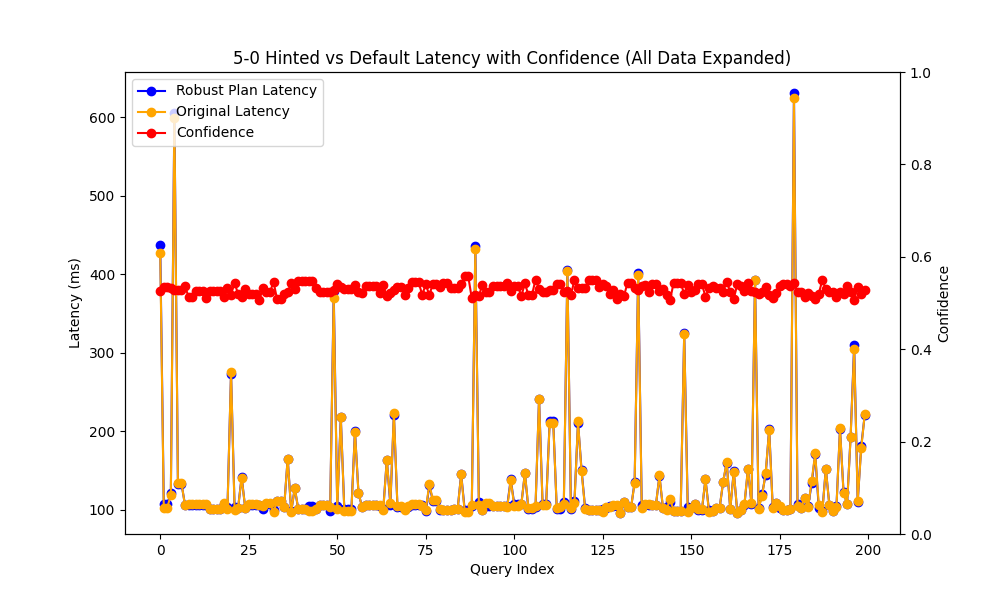 5-0 Hinted vs Default Latency with Confidence (All Data Expanded)
Robust Plan Latency
Original Latency
Confidence
600
500
400
300
200
100
Latency (ms)
1.0
0.8
0.6
0.4
0.2
0.0
Confidence
0 25 50 75 100 125 150 175 200
Query Index